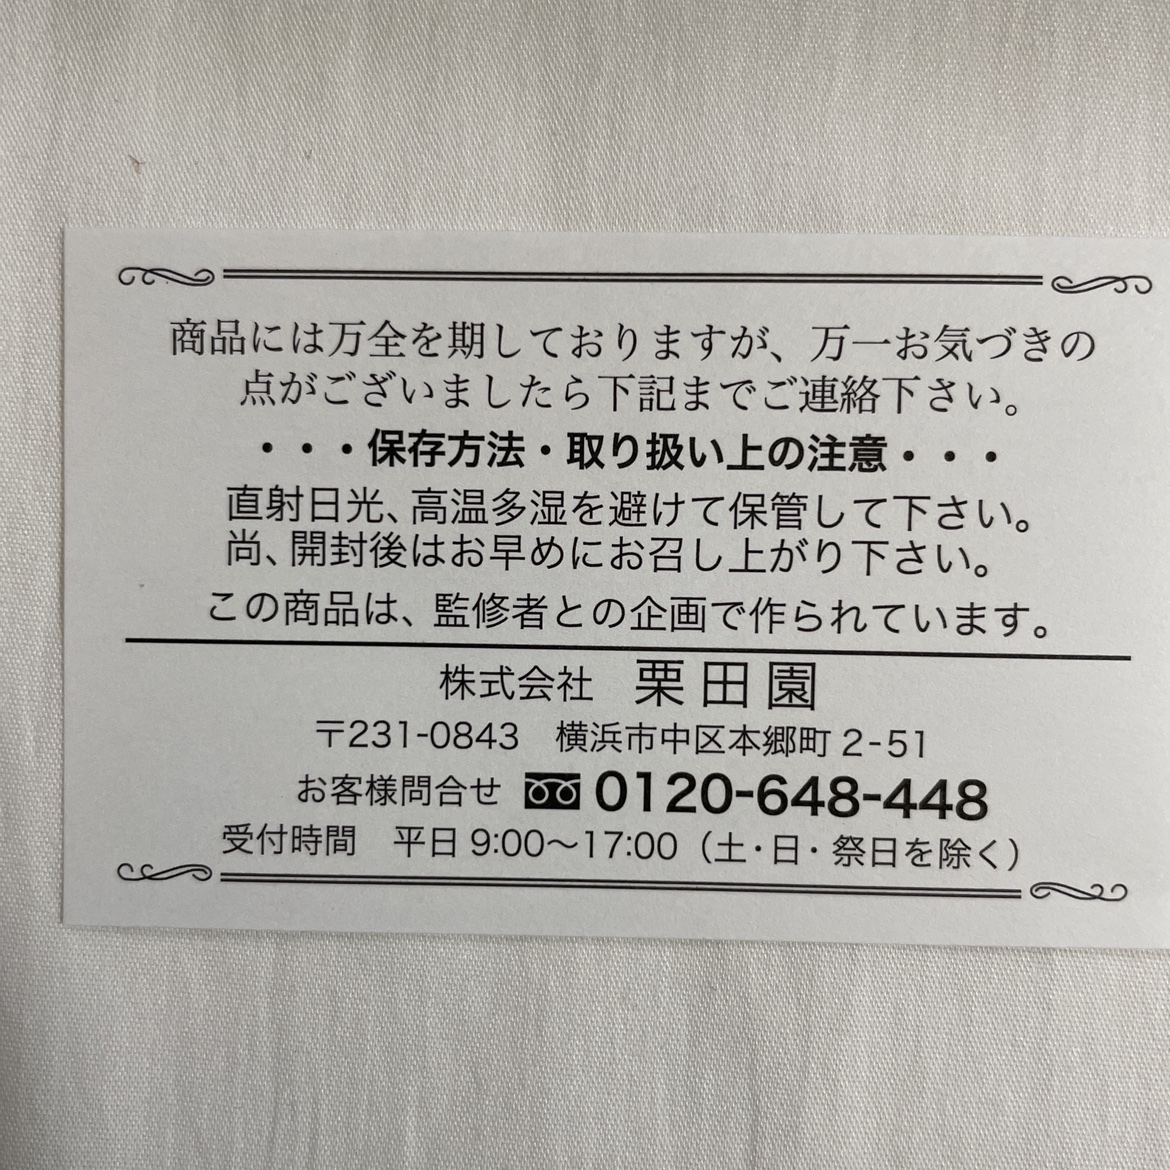 商品には万全を期しておりますが、万一お気づきの
点がございましたら下記までご連絡下さい。
・・・保存方法・取り扱い上の注意・・・
直射日光、高温多湿を避けて保管して下さい。
尚、開封後はお早めにお召し上がり下さい。
この商品は、監修者との企画で作られています。
株式会社 栗田園
〒231-0843 横浜市中区本郷町 2-51
お客様問合せ 0120-648-448
受付時間 平日 9:00〜17:00（土・日・祭日を除く）